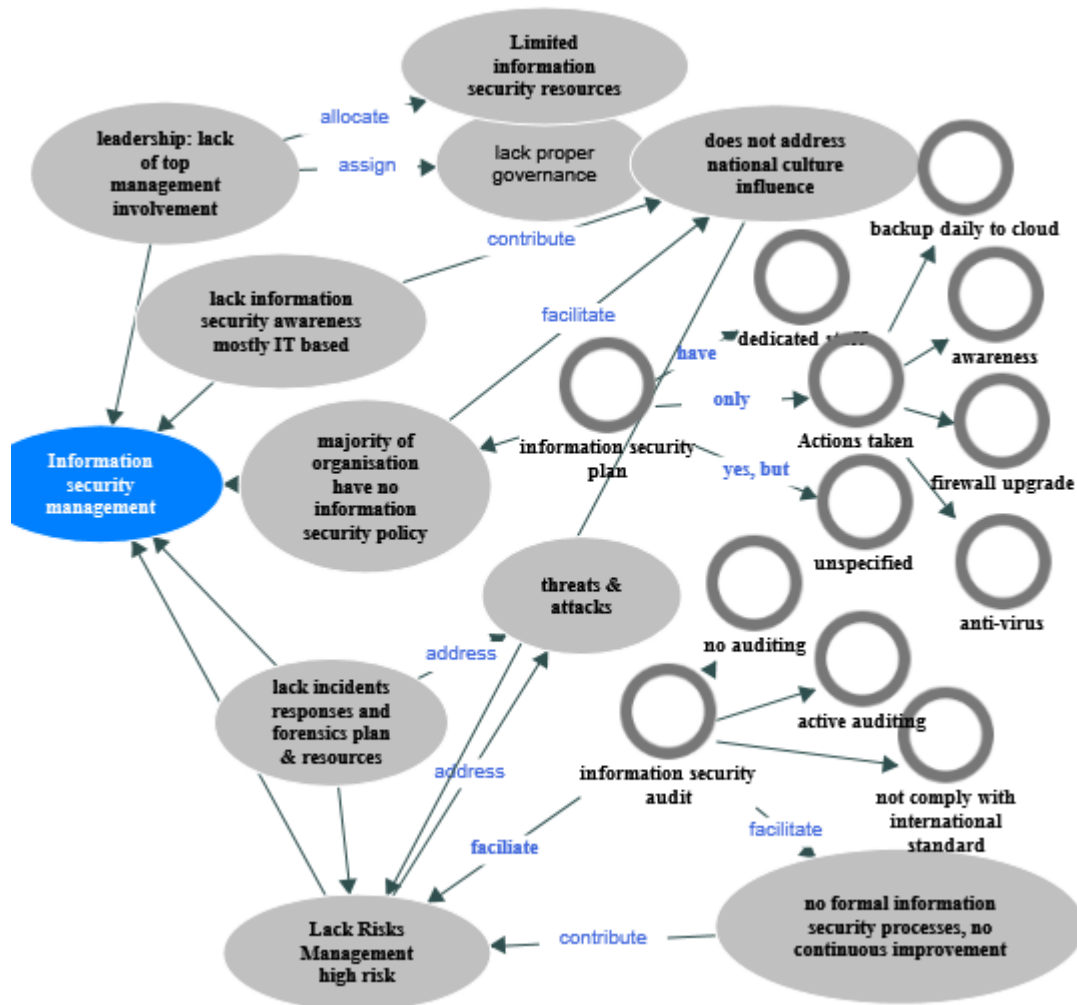 Limited
information
security resources
allocate
leadership: lack
of top
management
involvement
assign
lack proper
governance
does not address
national culture
influence
backup daily to cloud
contribute
lack information
security awareness
mostly IT based
facilitate
have
dedicated staff
awareness
only
Actions taken
information security
plan
firewall upgrade
yes, but
unspecified
Information
security
management
majority of
organisation
have no
information
security policy
threats &
attacks
anti-virus
no auditing
address
lack incidents
responses and
forensics plan
& resources
active auditing
address
information security
audit
not comply with
international
standard
faciliate
facilitate
Lack Risks
Management
high risk
contribute
no formal information
security processes, no
continuous improvement